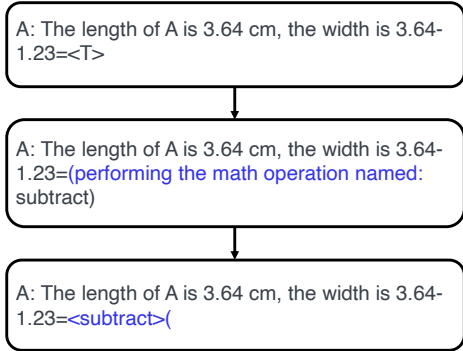 A: The length of A is 3.64 cm, the width is 3.64-
1.23=<T>
A: The length of A is 3.64 cm, the width is 3.64-
1.23=(performing the math operation named:
subtract)
A: The length of A is 3.64 cm, the width is 3.64-
1.23=<subtract>(